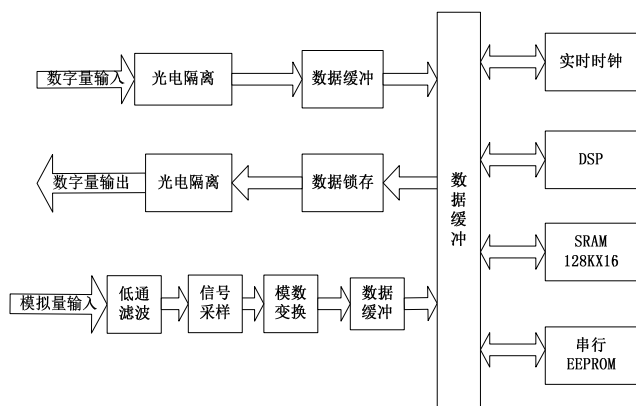 数字量输入
光电隔离
数据缓冲
数字量输出
光电隔离
数据锁存
模拟量输入
低通
滤波
信号
采样
模数
变换
数据
缓冲
数
据
缓
冲
实时时钟
DSP
SRAM
128KX16
串行
EEPROM